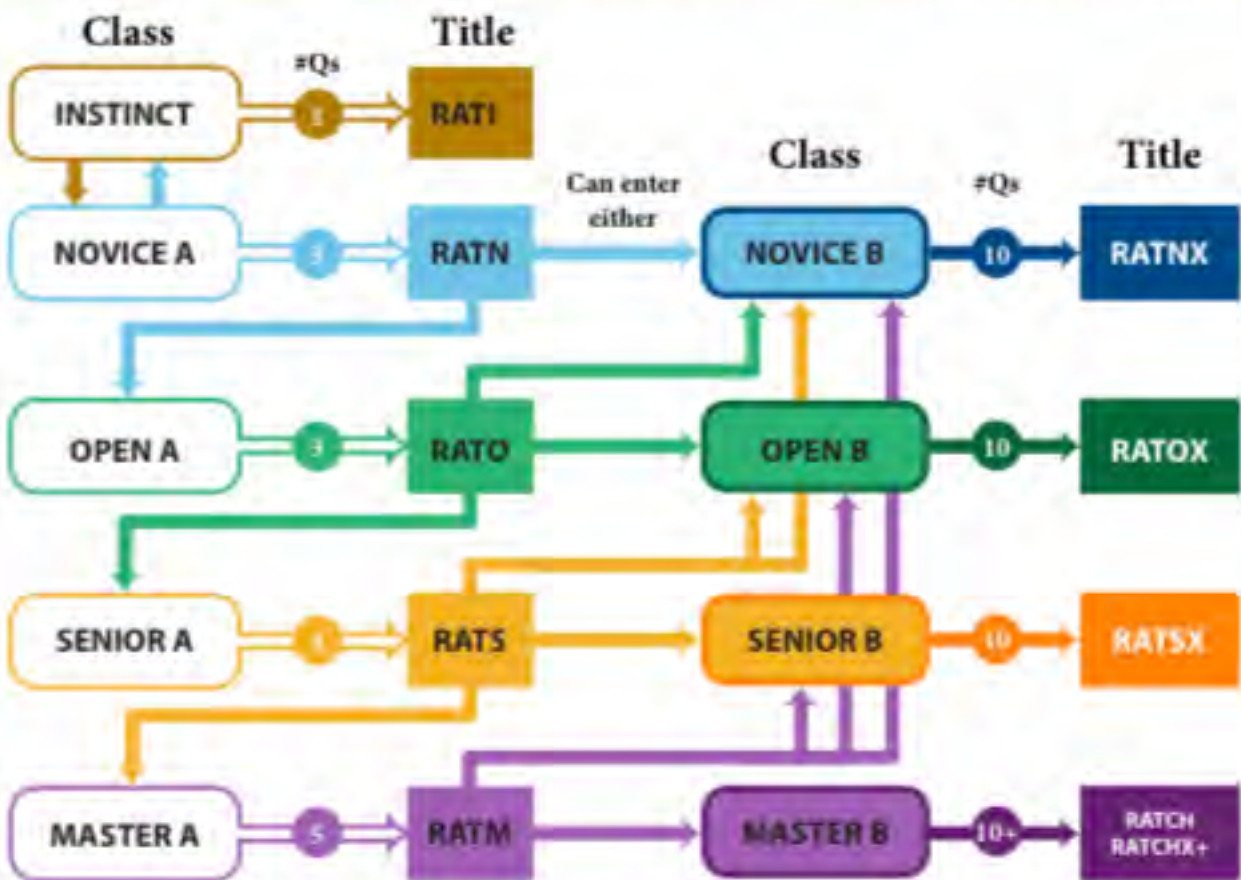 Class
Title
#Qs
INSTINCT
RATI
Class
Title
Can enter
either
#Qs
NOVICE A
3
RATN
NOVICE B
10
RATNX
OPEN A
3
RATO
OPEN B
10
RATOX
SENIOR A
RATS
SENIOR B
10
RATSX
MASTER A
5
RATM
MASTER B
10+
RATCH
RATCHX+